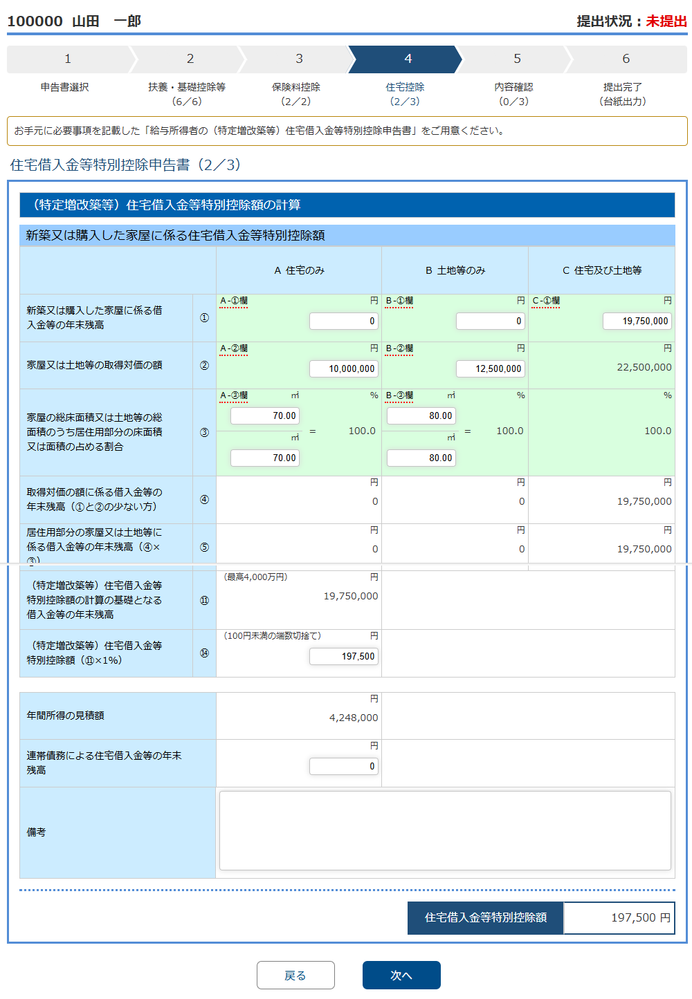 100000 山田　一郎
提出状況：未提出
1
2
3
4
5
6
申告書選択
扶養・基礎控除等
（6／6）
保険料控除
（2／2）
住宅控除
（2／3）
内容確認
（0／3）
提出完了
（台紙出力）
お手元に必要事項を記載した「給与所得者の（特定増改築等）住宅借入金等特別控除申告書」をご用意ください。
住宅借入金等特別控除申告書（2／3）
（特定増改築等）住宅借入金等特別控除額の計算
新築又は購入した家屋に係る住宅借入金等特別控除額
A 住宅のみ
B 土地等のみ
C 住宅及び土地等
新築又は購入した家屋に係る借
入金等の年末残高
①
A-①欄 円
0
B-①欄 円
0
C-①欄 円
19,750,000
家屋又は土地等の取得対価の額
②
A-②欄 円
10,000,000
B-②欄 円
12,500,000
円
22,500,000
家屋の総床面積又は土地等の総
面積のうち居住用部分の床面積
又は面積の占める割合
③
A-③欄 ㎡ %
70.00
㎡ = 100.0
70.00
B-③欄 ㎡ %
80.00
㎡ = 100.0
80.00
%
100.0
取得対価の額に係る借入金等の
年末残高（①と②の少ない方）
④
円
0
円
0
円
19,750,000
居住用部分の家屋又は土地等に
係る借入金等の年末残高（④×
③）
⑤
円
0
円
0
円
19,750,000
（特定増改築等）住宅借入金等
特別控除額の計算の基礎となる
借入金等の年末残高
⑪
（最高4,000万円） 円
19,750,000
（特定増改築等）住宅借入金等
特別控除額（⑪×1%）
⑭
（100円未満の端数切捨て） 円
197,500
年間所得の見積額
円
4,248,000
連帯債務による住宅借入金等の年末
残高
円
0
備考
住宅借入金等特別控除額
197,500 円
戻る
次へ